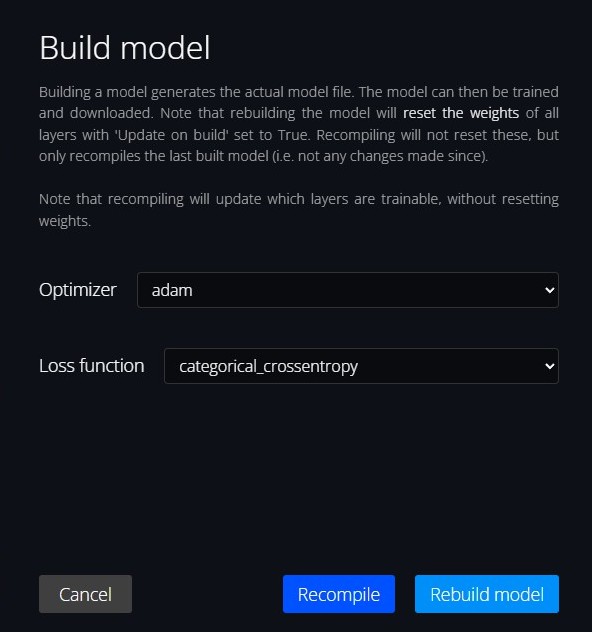 Build model
Building a model generates the actual model file. The model can then be trained
and downloaded. Note that rebuilding the model will reset the weights of all
layers with 'Update on build' set to True. Recompiling will not reset these, but
only recompiles the last built model (i.e. not any changes made since).
Note that recompiling will update which layers are trainable, without resetting
weights.
Optimizer adam
Loss function categorical_crossentropy
Cancel Recompile Rebuild model